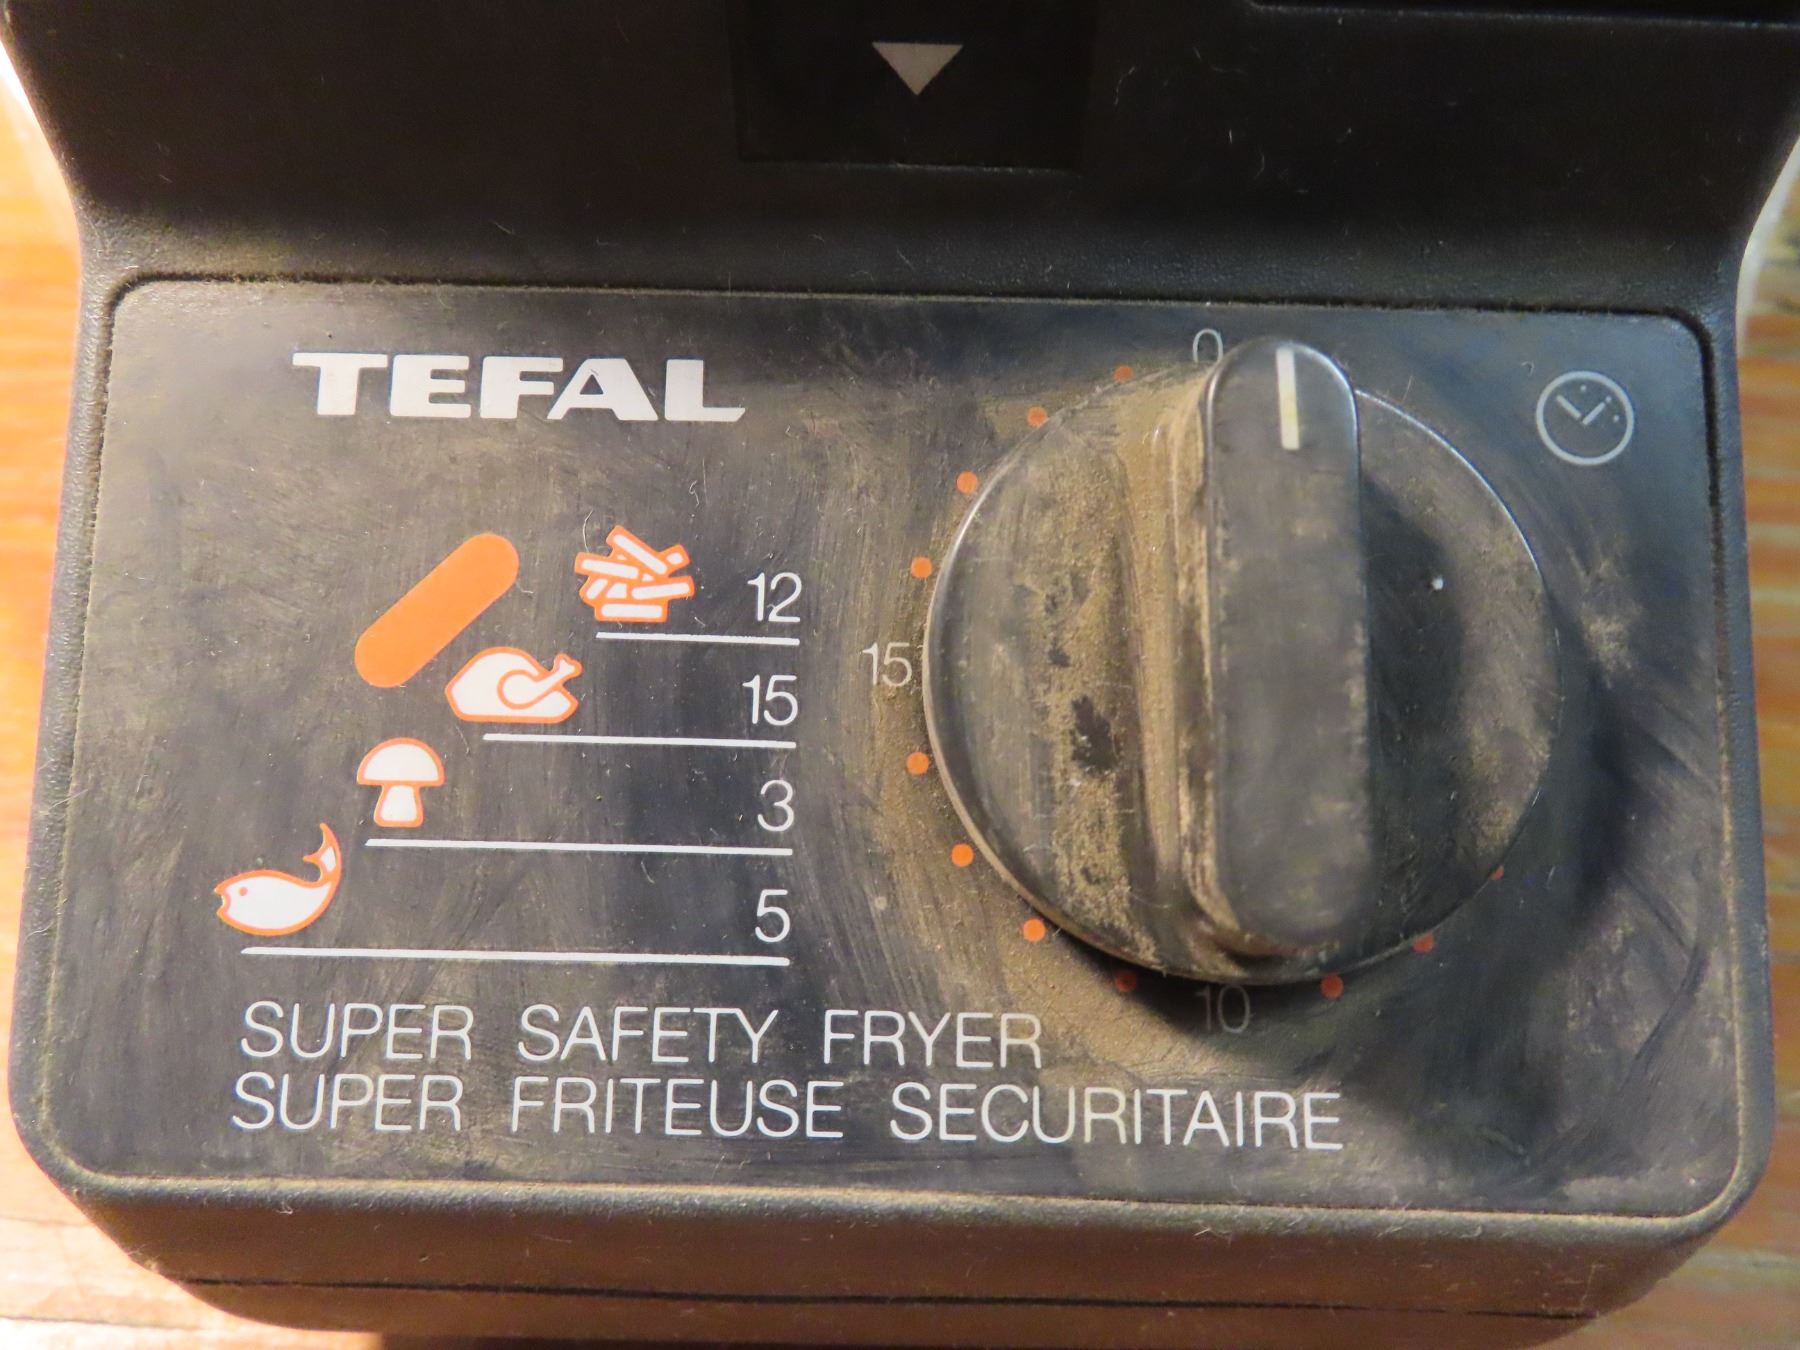 TEFAL
0
12
15
15
3
5
10
SUPER SAFETY FRYER
SUPER FRITEUSE SECURITAIRE